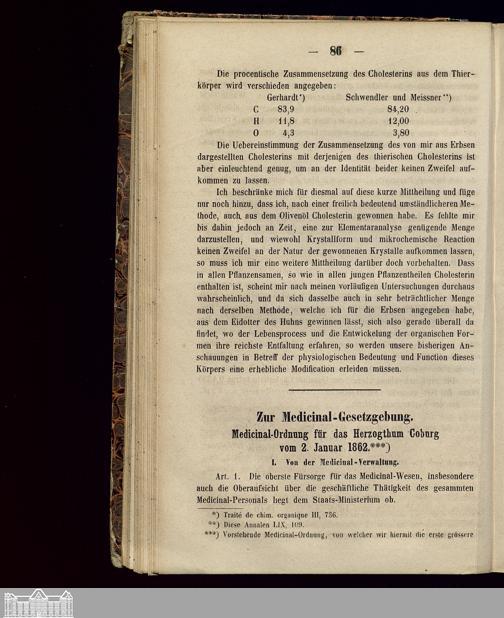 — 86 —
Die procentische Zusammensetzung des Cholesterins aus dem Thier-
körper wird verschieden angegeben:
Gerhardt*) Schwendler und Meissner**)
C 83,9 84,20
H 11,8 12,00
O 4,3 3,80
Die Uebereinstimmung der Zusammensetzung des von mir aus Erbsen
dargestellten Cholesterins mit derjenigen des thierischen Cholesterins ist
aber einleuchtend genug, um an der Identität beider keinen Zweifel auf-
kommen zu lassen.
Ich beschränke mich für diesmal auf diese kurze Mittheilung und füge
nur noch hinzu, dass ich, nach einer freilich bedeutend umständlicheren Me-
thode, auch, aus dem Olivenöl Cholesterin gewonnen habe. Es fehlte mir
bis dahin jedoch an Zeit, eine zur Elementaranalyse genügende Menge
darzustellen, und wiewohl Krystallform und mikrochemische Reaction
keinen Zweifel an der Natur der gewonnenen Krystalle aufkommen lassen,
so muss ich mir eine weitere Mittheilung darüber doch vorbehalten. Dass
in allen Pflanzensamen, so wie in allen jungen Pflanzentheilen Cholesterin
enthalten ist, scheint mir nach meinen vorläufigen Untersuchungen durchaus
wahrscheinlich, und da sich dasselbe auch in sehr beträchtlicher Menge
nach derselben Methode, welche ich für die Erbsen angegeben habe,
aus dem Eidotter des Huhns gewinnen lässt, sich also gerade überall da
findet, wo der Lebensprocess und die Entwickelung der organischen For-
men ihre reichste Entfaltung erfahren, so werden unsere bisherigen An-
schauungen in Betreff der physiologischen Bedeutung und Function dieses
Körpers eine erhebliche Modification erleiden müssen.
Zur Medicinal-Gesetzgebung.
Medicinal-Ordnung für das Herzogthum Coburg
vom 2. Januar 1862.***)
I. Von der Medicinal-Verwaltung.
Art. 1. Die oberste Fürsorge für das Medicinal-Wesen, insbesondere
auch die Oberaufsicht über die geschäftliche Thätigkeit des gesammten
Medicinal-Personals liegt dem Staats-Ministerium ob.
*) Traité de chim. organique III, 736.
**) Diese Annalen LIX, 109.
***) Vorstehende Medicinal-Ordnung, von welcher wir hiermit die erste grössere